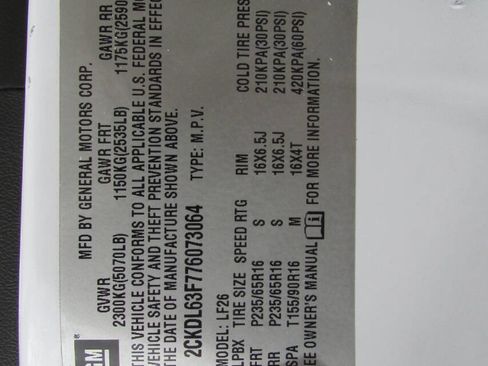 GM ®
MFD BY GENERAL MOTORS CORP.
GVWR GAWR FRT GAWR RR
2300KG(5070LB) 1150KG(2535LB) 1175KG(2590
THIS VEHICLE CONFORMS TO ALL APPLICABLE U.S. FEDERAL MO
VEHICLE SAFETY AND THEFT PREVENTION STANDARDS IN EFFE
THE DATE OF MANUFACTURE SHOWN ABOVE.
2CKDL63F776073064 TYPE: M.P.V.
MODEL: LF26
LPBX TIRE SIZE SPEED RTG RIM COLD TIRE PRES
FRT P235/65R16 S 16X6.5J 210KPA(30PSI)
RR P235/65R16 S 16X6.5J 210KPA(30PSI)
SPA T155/90R16 M 16X4T 420KPA(60PSI)
EE OWNER'S MANUAL FOR MORE INFORMATION.